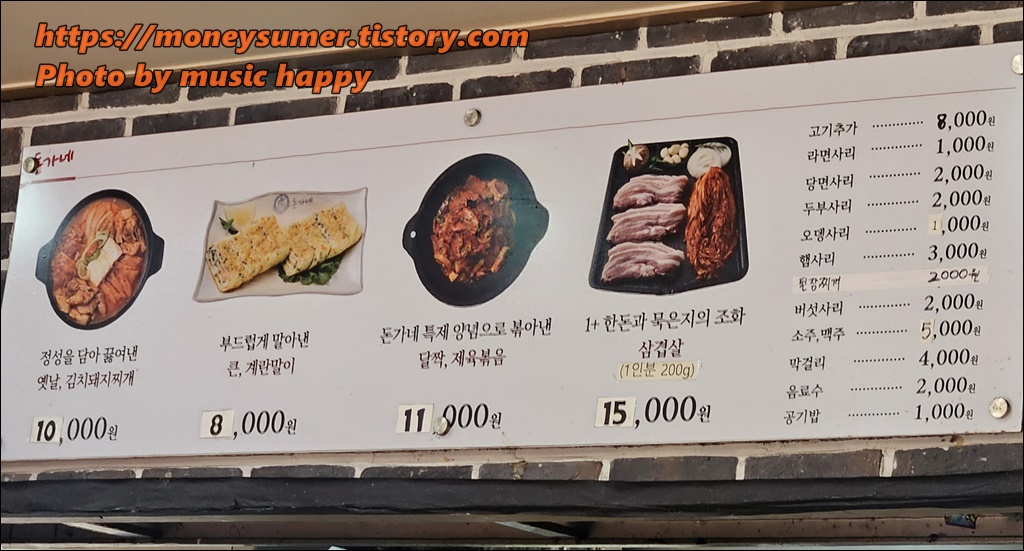 https://moneysumer.tistory.com
Photo by music happy
돈가네
정성을 담아 끓여낸
옛날, 김치돼지찌개
10,000원
돈가네
부드럽게 말아낸
큰, 계란말이
8,000원
돈가네 특제 양념으로 볶아낸
달짝, 제육볶음
11,000원
1+ 한돈과 묵은지의 조화
삼겹살
(1인분 200g)
15,000원
고기추가 ············ 8,000원
라면사리 ············ 1,000원
당면사리 ············ 2,000원
두부사리 ············ 2,000원
오뎅사리 ············ 1,000원
햄사리 ············ 3,000원
된장찌개 2000원
버섯사리 ············ 2,000원
소주,맥주 ············ 5,000원
막걸리 ············ 4,000원
음료수 ············ 2,000원
공기밥 ············ 1,000원